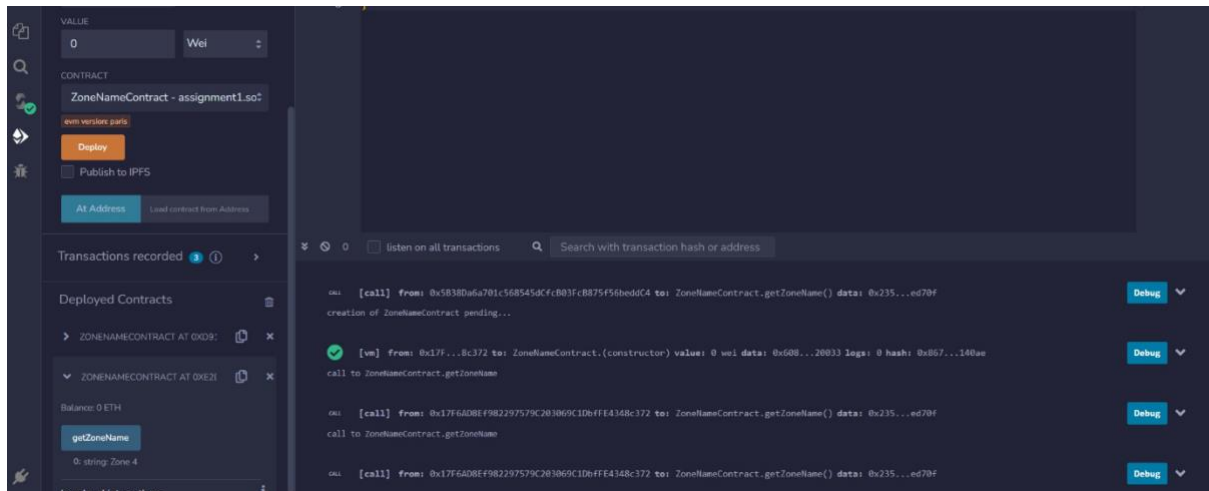 VALUE
0
Wei
CONTRACT
ZoneNameContract - assignment1.so
evm version: paris
Deploy
Publish to IPFS
At Address
Load contract from Address
Transactions recorded 3 i
Deployed Contracts
ZONENAMECONTRACT AT 0XD9
ZONENAMECONTRACT AT 0XE2
Balance: 0 ETH
getZoneName
0: string: Zone 4
0
listen on all transactions
Search with transaction hash or address
CALL [call] from: 0x5B38Da6a701c568545dCfcB03FcB875f56beddC4 to: ZoneNameContract.getZoneName() data: 0x235...ed70f
Debug
creation of ZoneNameContract pending...
[vm] from: 0x17F...8c372 to: ZoneNameContract.(constructor) value: 0 wei data: 0x608...20033 logs: 0 hash: 0x867...140ae
Debug
call to ZoneNameContract.getZoneName
CALL [call] from: 0x17F6AD8Ef982297579C203069C1DbfFE4348c372 to: ZoneNameContract.getZoneName() data: 0x235...ed70f
Debug
call to ZoneNameContract.getZoneName
CALL [call] from: 0x17F6AD8Ef982297579C203069C1DbfFE4348c372 to: ZoneNameContract.getZoneName() data: 0x235...ed70f
Debug